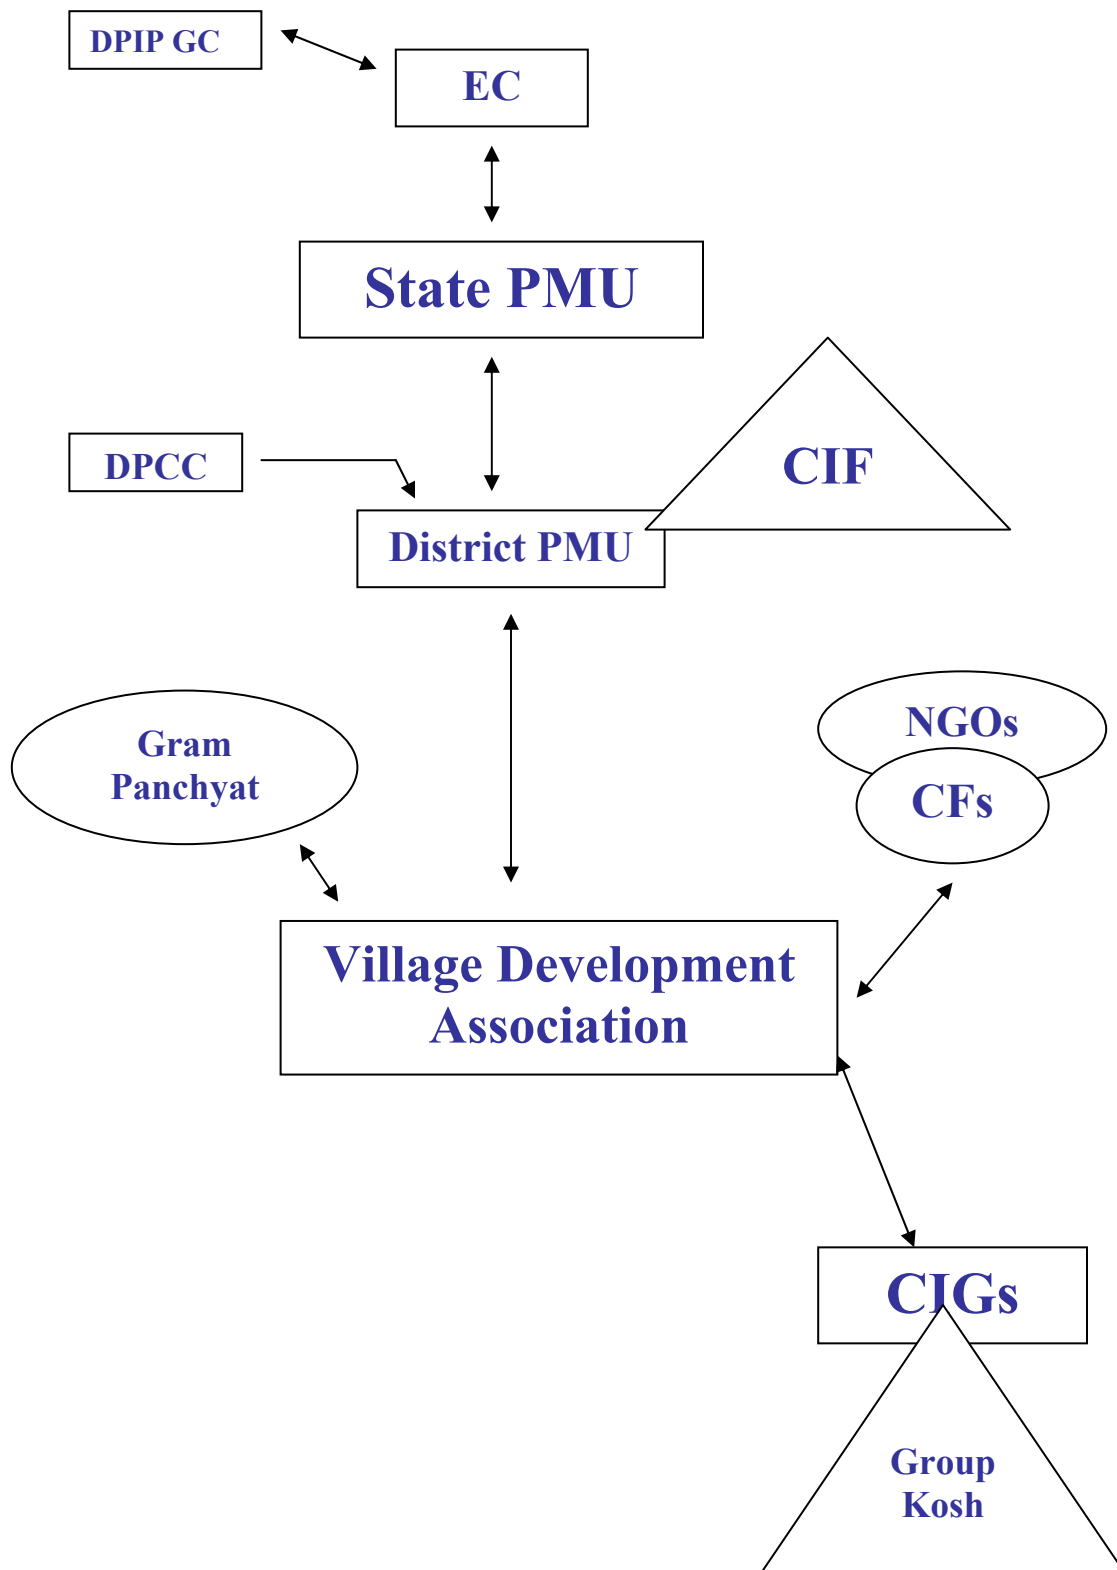 DPIP GC
EC
State PMU
DPCC
CIF
District PMU
NGOs
Gram
Panchyat
CFs
Village Development
Association
CIGs
Group
Kosh